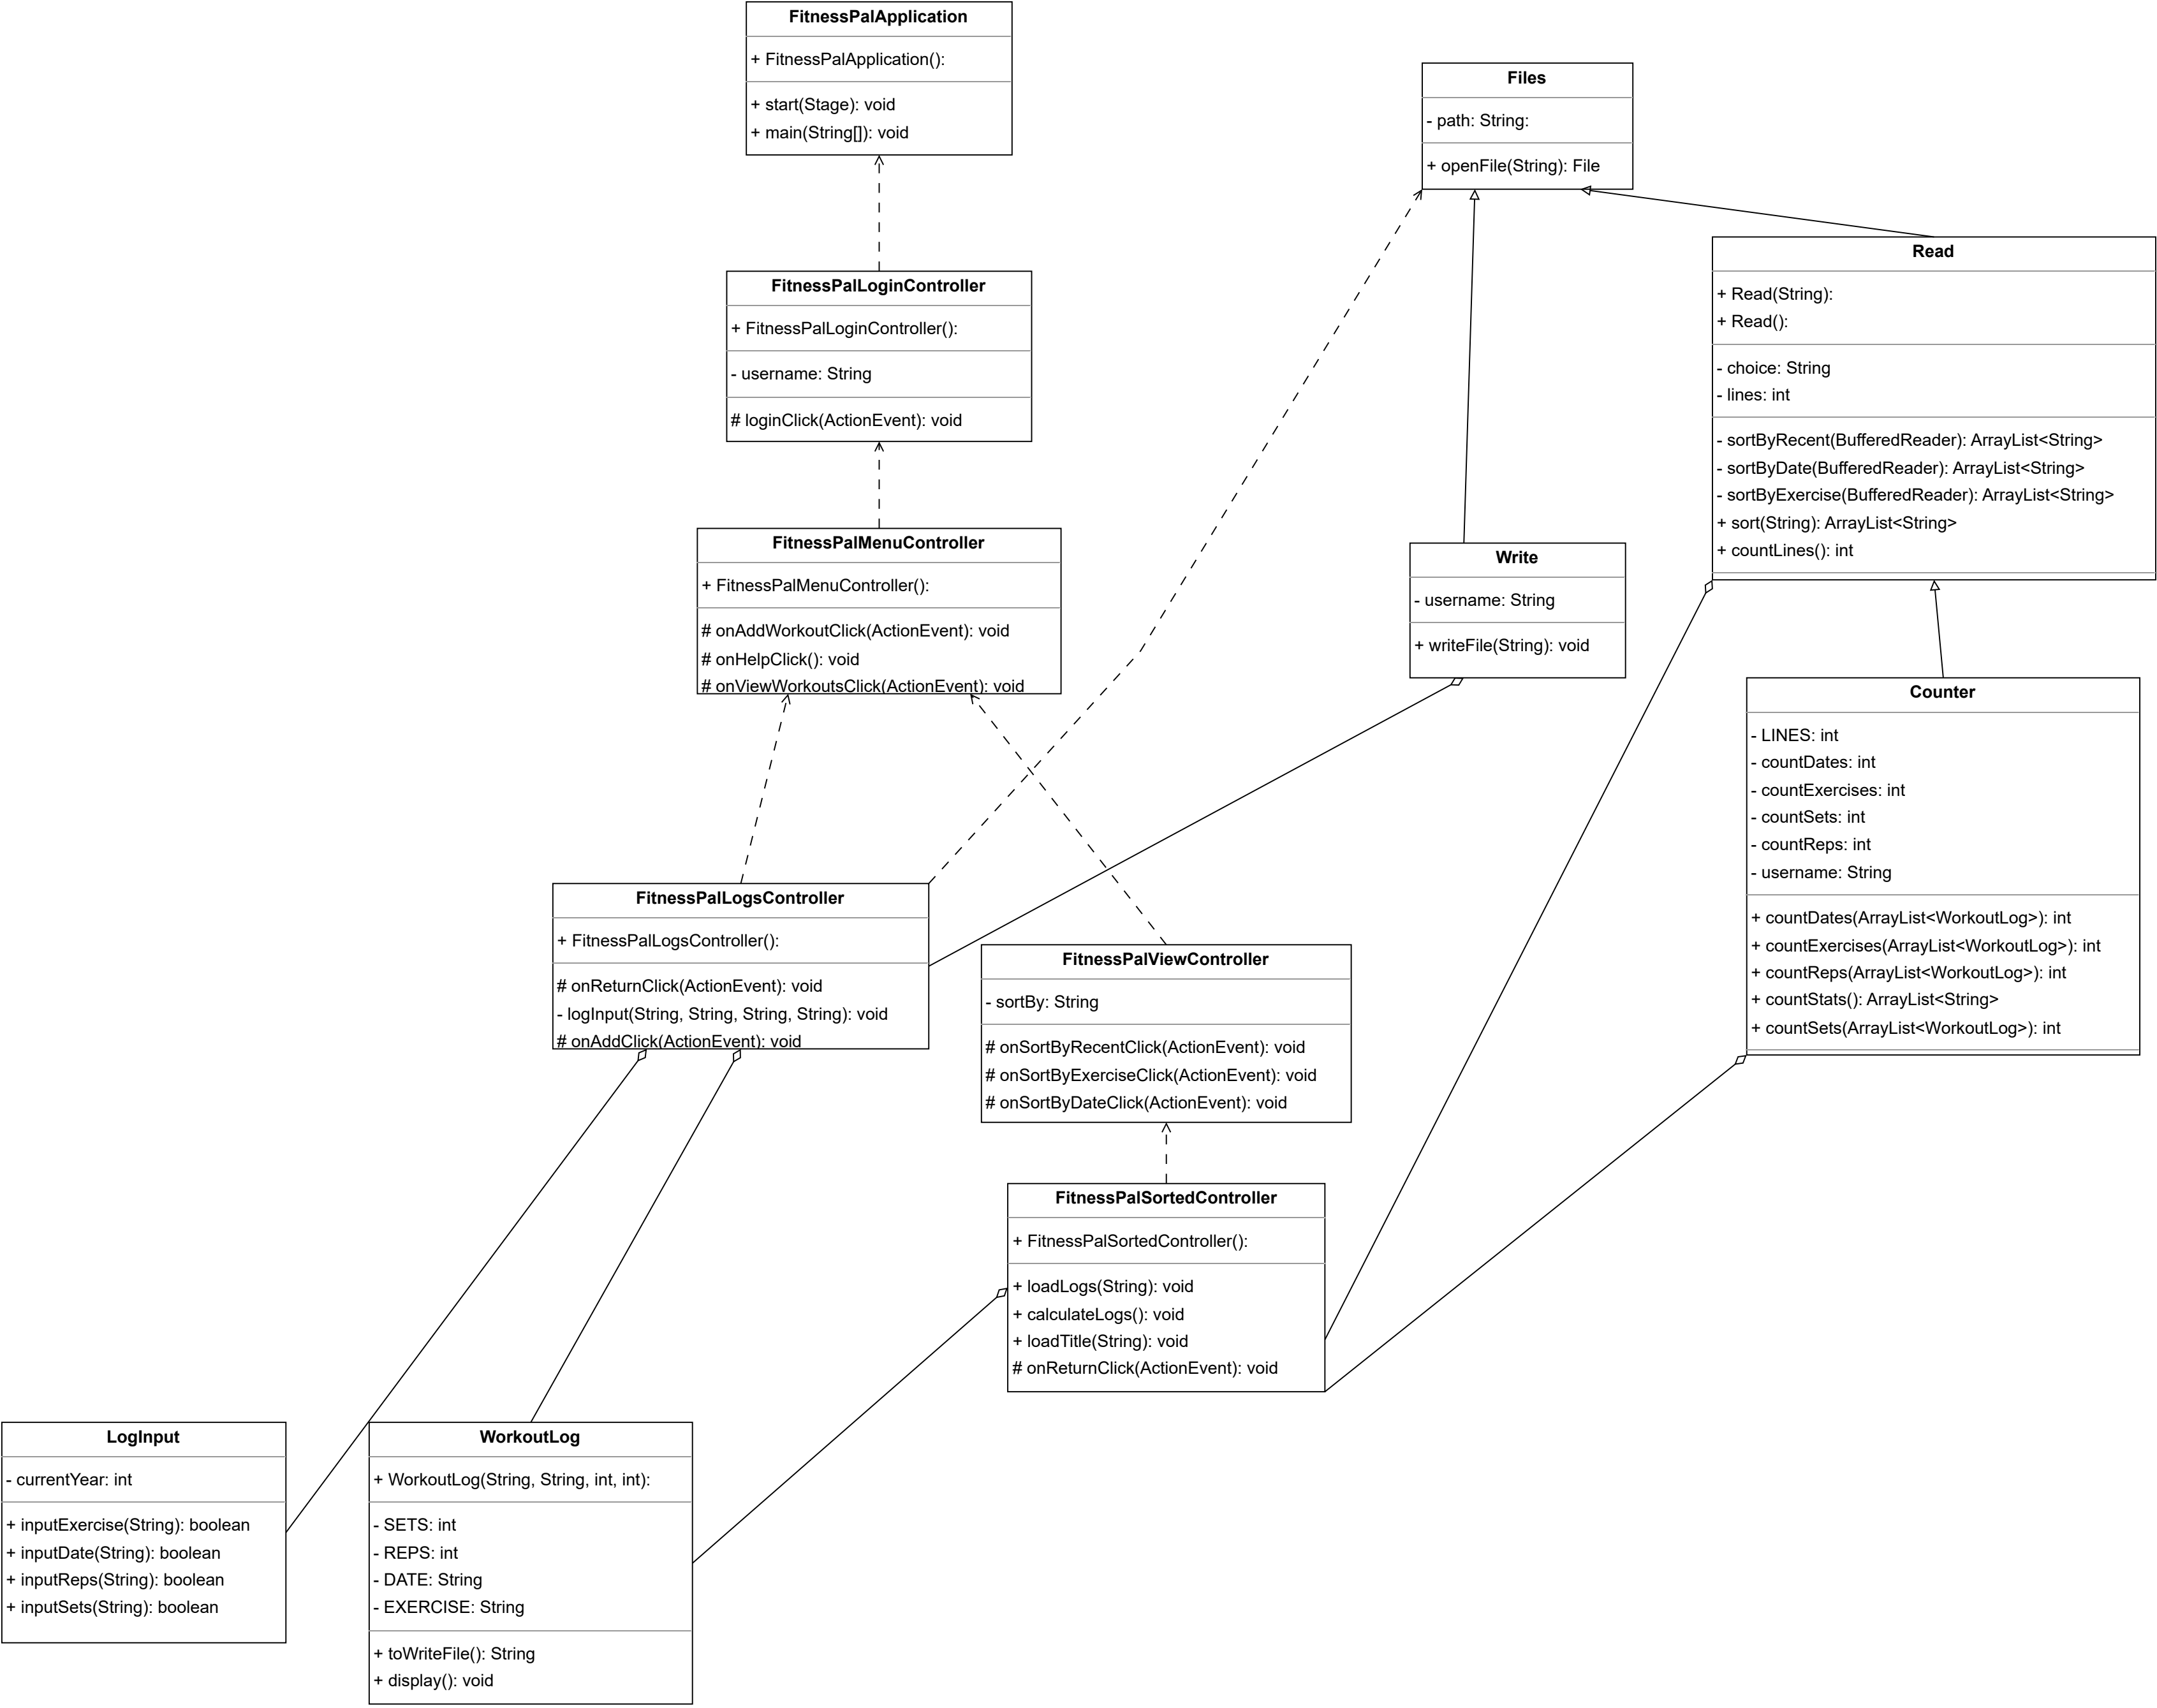 FitnessPalApplication
+ FitnessPalApplication():
+ start(Stage): void
+ main(String[]): void
Files
- path: String:
+ openFile(String): File
FitnessPalLoginController
+ FitnessPalLoginController():
- username: String
# loginClick(ActionEvent): void
Read
+ Read(String):
+ Read():
- choice: String
- lines: int
- sortByRecent(BufferedReader): ArrayList<String>
- sortByDate(BufferedReader): ArrayList<String>
- sortByExercise(BufferedReader): ArrayList<String>
+ sort(String): ArrayList<String>
+ countLines(): int
FitnessPalMenuController
+ FitnessPalMenuController():
# onAddWorkoutClick(ActionEvent): void
# onHelpClick(): void
# onViewWorkoutsClick(ActionEvent): void
Write
- username: String
+ writeFile(String): void
Counter
- LINES: int
- countDates: int
- countExercises: int
- countSets: int
- countReps: int
- username: String
+ countDates(ArrayList<WorkoutLog>): int
+ countExercises(ArrayList<WorkoutLog>): int
+ countReps(ArrayList<WorkoutLog>): int
+ countStats(): ArrayList<String>
+ countSets(ArrayList<WorkoutLog>): int
FitnessPalLogsController
+ FitnessPalLogsController():
# onReturnClick(ActionEvent): void
- logInput(String, String, String, String): void
# onAddClick(ActionEvent): void
FitnessPalViewController
- sortBy: String
# onSortByRecentClick(ActionEvent): void
# onSortByExerciseClick(ActionEvent): void
# onSortByDateClick(ActionEvent): void
FitnessPalSortedController
+ FitnessPalSortedController():
+ loadLogs(String): void
+ calculateLogs(): void
+ loadTitle(String): void
# onReturnClick(ActionEvent): void
LogInput
- currentYear: int
+ inputExercise(String): boolean
+ inputDate(String): boolean
+ inputReps(String): boolean
+ inputSets(String): boolean
WorkoutLog
+ WorkoutLog(String, String, int, int):
- SETS: int
- REPS: int
- DATE: String
- EXERCISE: String
+ toWriteFile(): String
+ display(): void